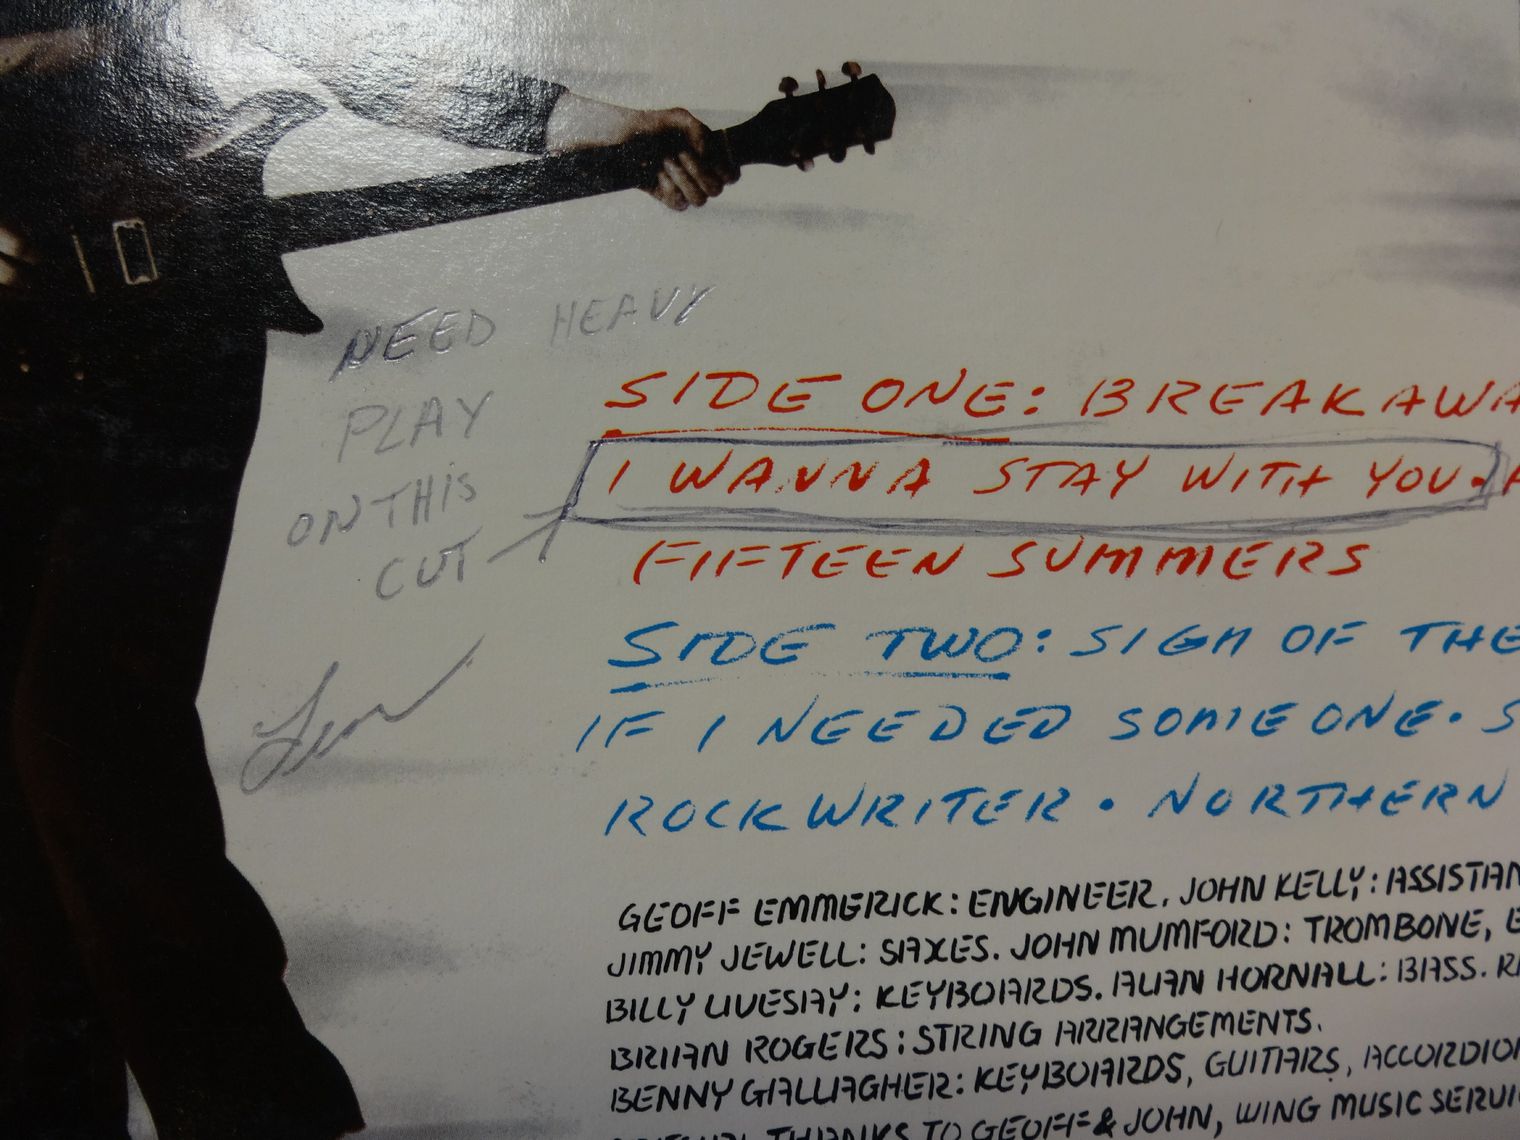 NEED HEAVY
PLAY
ON THIS
CUT
SIDE ONE: BREAKAWA
I WANNA STAY WITH YOU.
FIFTEEN SUMMERS
SIDE TWO: SIGN OF THE
IF I NEEDED SOMEONE. S
ROCKWRITER • NORTHERN
GEOFF EMMERICK: ENGINEER. JOHN KELLY: ASSISTAN
JIMMY JEWELL: SAXES. JOHN MUMFORD: TROMBONE, E
BILLY LIVESAY: KEYBOARDS. ALAN HORNALL: BASS. R
BRIAN ROGERS: STRING ARRANGEMENTS.
BENNY GALLAGHER: KEYBOARDS, GUITARS, ACCORDIO
THANKS TO GEOFF & JOHN, WING MUSIC SERVI